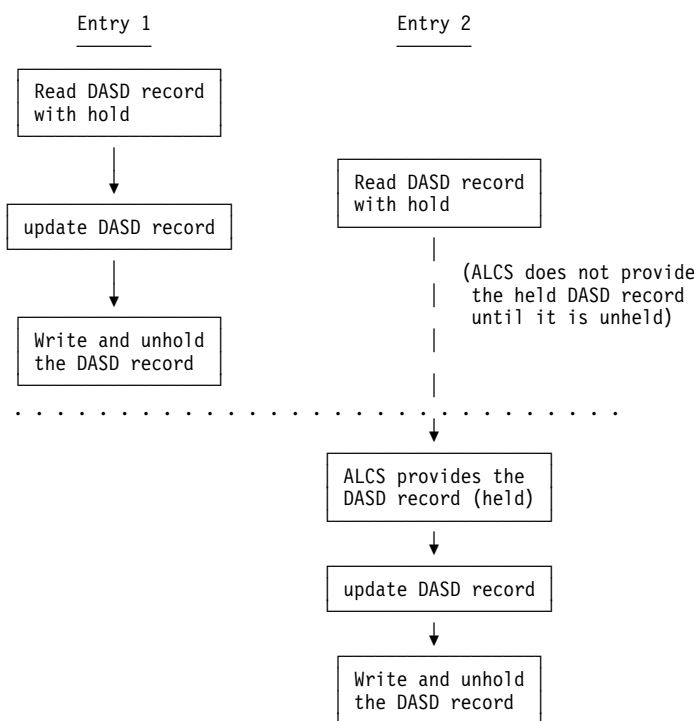 Entry 1
Entry 2
Read DASD record
with hold
Read DASD record
with hold
update DASD record
(ALCS does not provide
the held DASD record
until it is unheld)
Write and unhold
the DASD record
ALCS provides the
DASD record (held)
update DASD record
Write and unhold
the DASD record